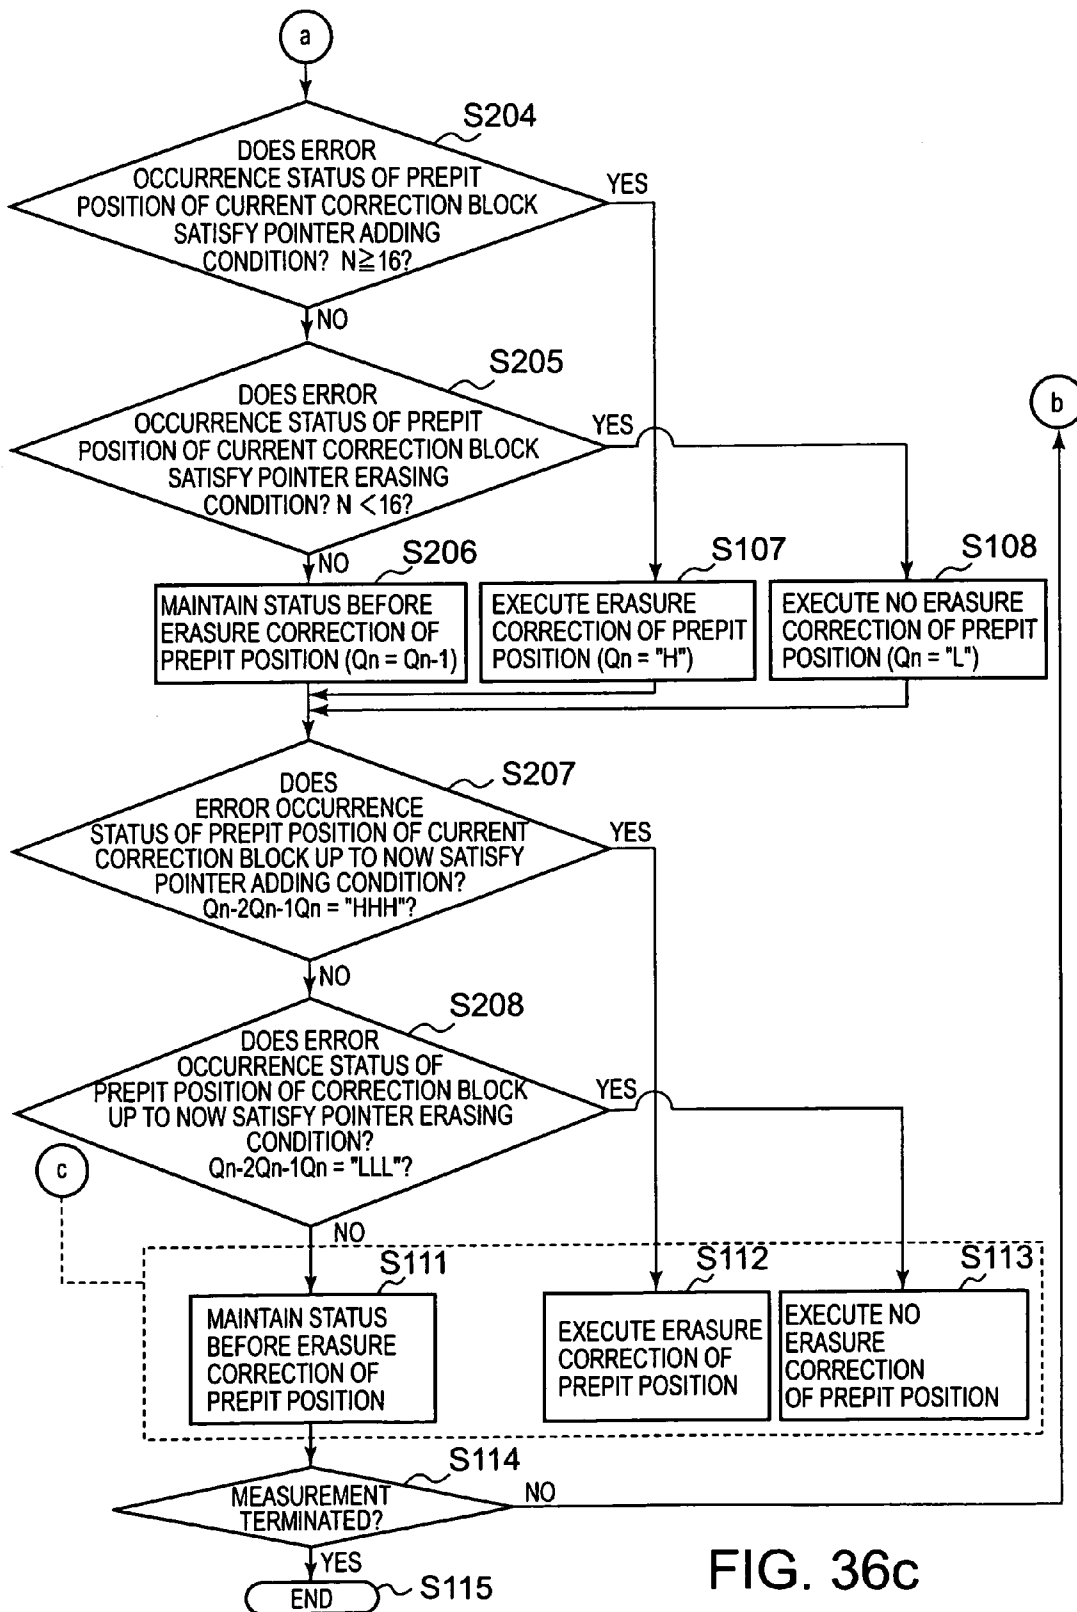 a
S204
DOES ERROR
OCCURRENCE STATUS OF PREPIT
POSITION OF CURRENT CORRECTION BLOCK
SATISFY POINTER ADDING
CONDITION? N≧16?
YES
NO
S205
DOES ERROR
OCCURRENCE STATUS OF PREPIT
POSITION OF CURRENT CORRECTION BLOCK
SATISFY POINTER ERASING
CONDITION? N <16?
YES
b
NO
S206
MAINTAIN STATUS BEFORE
ERASURE CORRECTION OF
PREPIT POSITION (Qn = Qn-1)
S107
EXECUTE ERASURE
CORRECTION OF PREPIT
POSITION (Qn = "H")
S108
EXECUTE NO ERASURE
CORRECTION OF PREPIT
POSITION (Qn = "L")
S207
DOES
ERROR OCCURRENCE
STATUS OF PREPIT POSITION OF CURRENT
CORRECTION BLOCK UP TO NOW SATISFY
POINTER ADDING CONDITION?
Qn-2Qn-1Qn = "HHH"?
YES
NO
S208
DOES ERROR
OCCURRENCE STATUS OF
PREPIT POSITION OF CORRECTION BLOCK
UP TO NOW SATISFY POINTER ERASING
CONDITION?
Qn-2Qn-1Qn = "LLL"?
YES
c
NO
S111
MAINTAIN STATUS
BEFORE ERASURE
CORRECTION OF
PREPIT POSITION
S112
EXECUTE ERASURE
CORRECTION OF
PREPIT POSITION
S113
EXECUTE NO
ERASURE
CORRECTION
OF PREPIT POSITION
S114
MEASUREMENT
TERMINATED?
NO
YES
END
S115
FIG. 36c